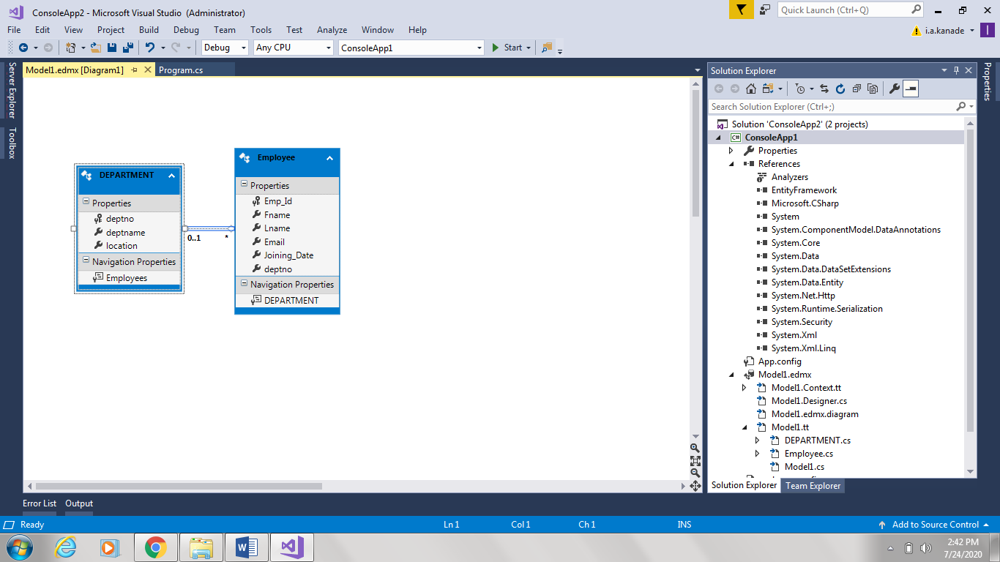 ConsoleApp2 - Microsoft Visual Studio (Administrator)
Quick Launch (Ctrl+Q)
File Edit View Project Build Debug Team Tools Test Analyze Window Help
i.a.kanade
Debug Any CPU ConsoleApp1 Start
Server Explorer
Toolbox
Model1.edmx [Diagram1]
Program.cs
DEPARTMENT
Properties
deptno
deptname
location
Navigation Properties
Employees
0..1 *
Employee
Properties
Emp_Id
Fname
Lname
Email
Joining_Date
deptno
Navigation Properties
DEPARTMENT
Solution Explorer
Search Solution Explorer (Ctrl+;)
Solution 'ConsoleApp2' (2 projects)
C# ConsoleApp1
Properties
References
Analyzers
EntityFramework
Microsoft.CSharp
System
System.ComponentModel.DataAnnotations
System.Core
System.Data
System.Data.DataSetExtensions
System.Data.Entity
System.Net.Http
System.Runtime.Serialization
System.Security
System.Xml
System.Xml.Linq
App.config
Model1.edmx
Model1.Context.tt
Model1.Designer.cs
Model1.edmx.diagram
Model1.tt
DEPARTMENT.cs
Employee.cs
Model1.cs
Solution Explorer Team Explorer
Properties
Error List Output
Ready Ln 1 Col 1 Ch 1 INS Add to Source Control
2:42 PM
7/24/2020